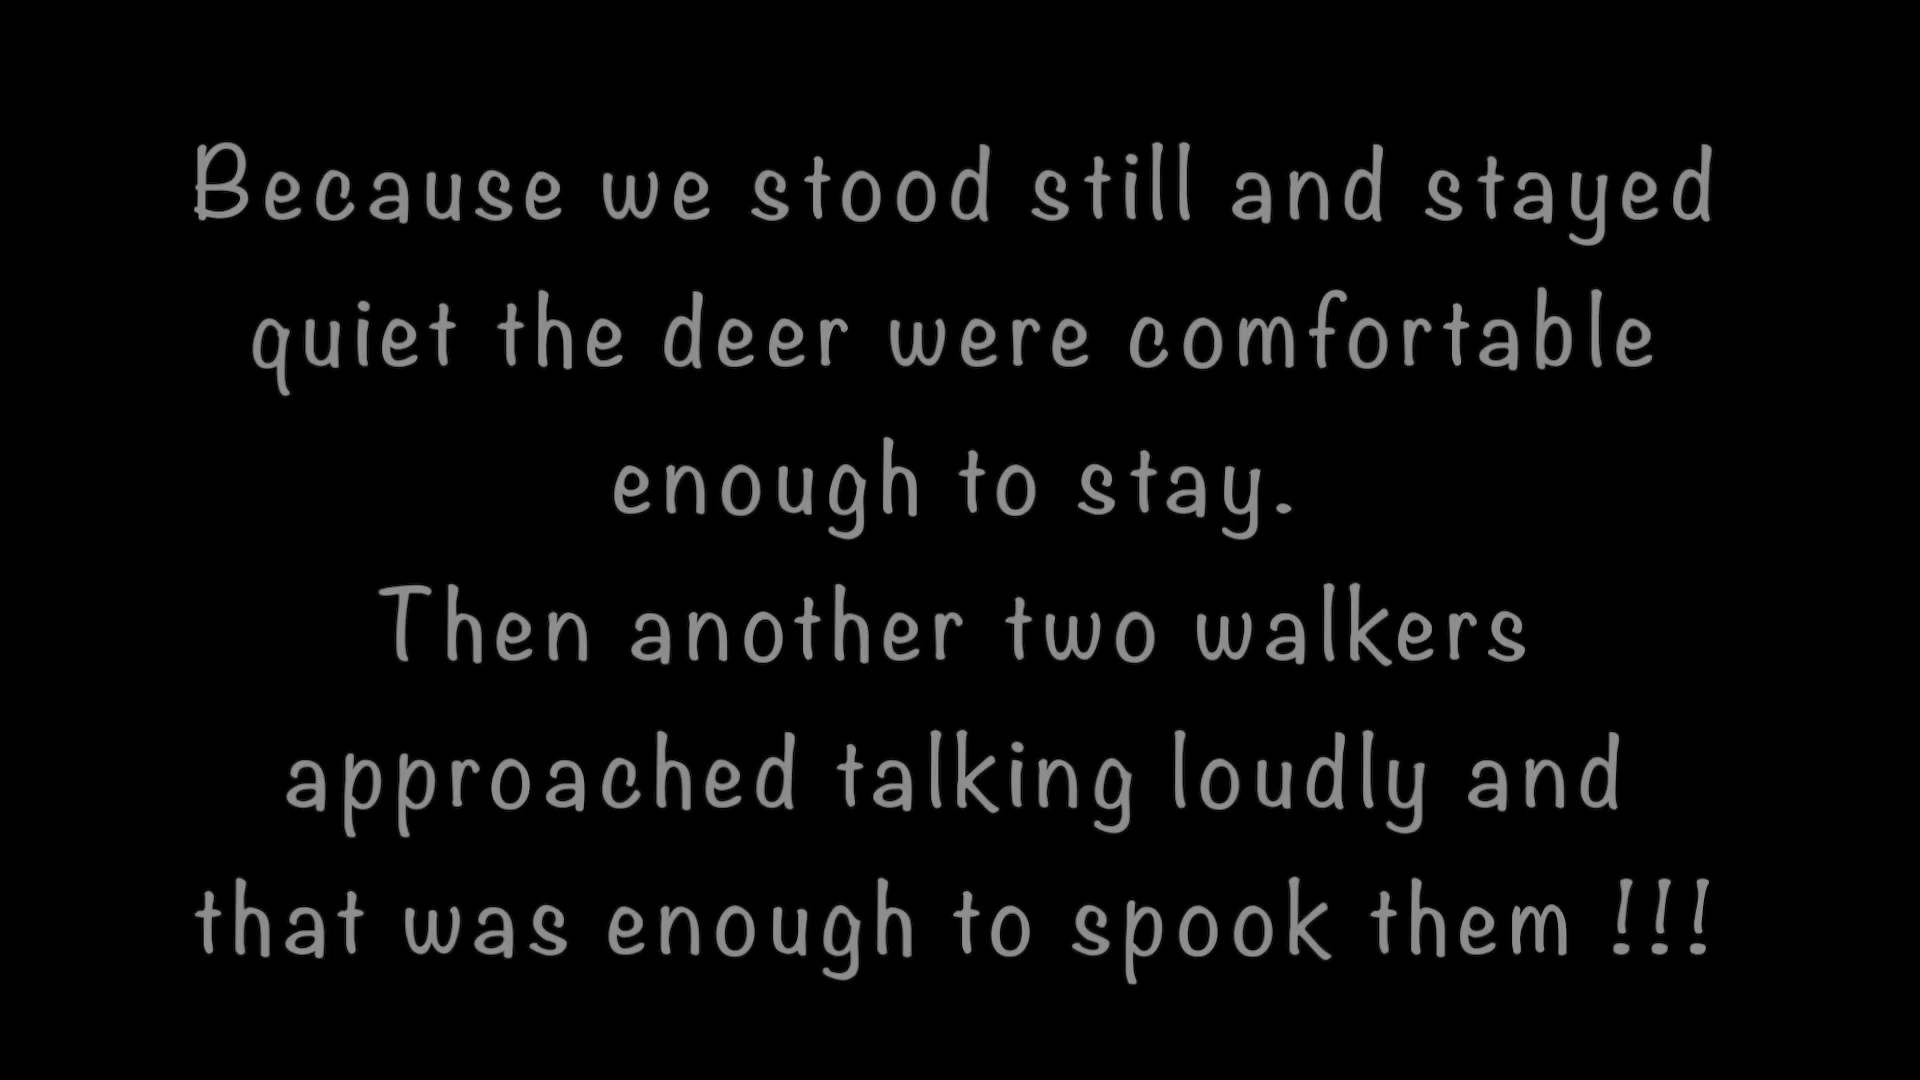 Because we stood still and stayed
quiet the deer were comfortable
enough to stay.
Then another two walkers
approached talking loudly and
that was enough to spook them !!!